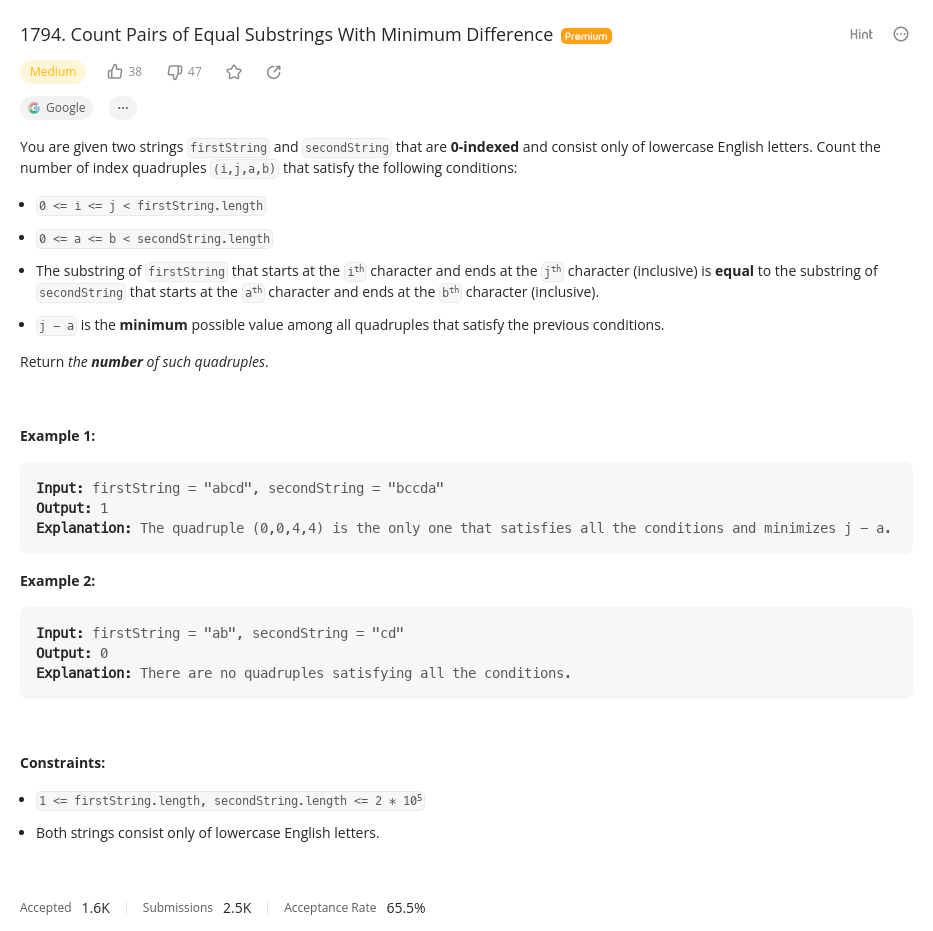 1794. Count Pairs of Equal Substrings With Minimum Difference Premium Hint
Medium 38 47
Google ...
You are given two strings firstString and secondString that are 0-indexed and consist only of lowercase English letters. Count the
number of index quadruples (i,j,a,b) that satisfy the following conditions:
• 0 <= i <= j < firstString.length
• 0 <= a <= b < secondString.length
• The substring of firstString that starts at the iᵗʰ character and ends at the jᵗʰ character (inclusive) is equal to the substring of
secondString that starts at the aᵗʰ character and ends at the bᵗʰ character (inclusive).
• j - a is the minimum possible value among all quadruples that satisfy the previous conditions.
Return the number of such quadruples.
Example 1:
Input: firstString = "abcd", secondString = "bccda"
Output: 1
Explanation: The quadruple (0,0,4,4) is the only one that satisfies all the conditions and minimizes j - a.
Example 2:
Input: firstString = "ab", secondString = "cd"
Output: 0
Explanation: There are no quadruples satisfying all the conditions.
Constraints:
• 1 <= firstString.length, secondString.length <= 2 * 10⁵
• Both strings consist only of lowercase English letters.
Accepted 1.6K Submissions 2.5K Acceptance Rate 65.5%